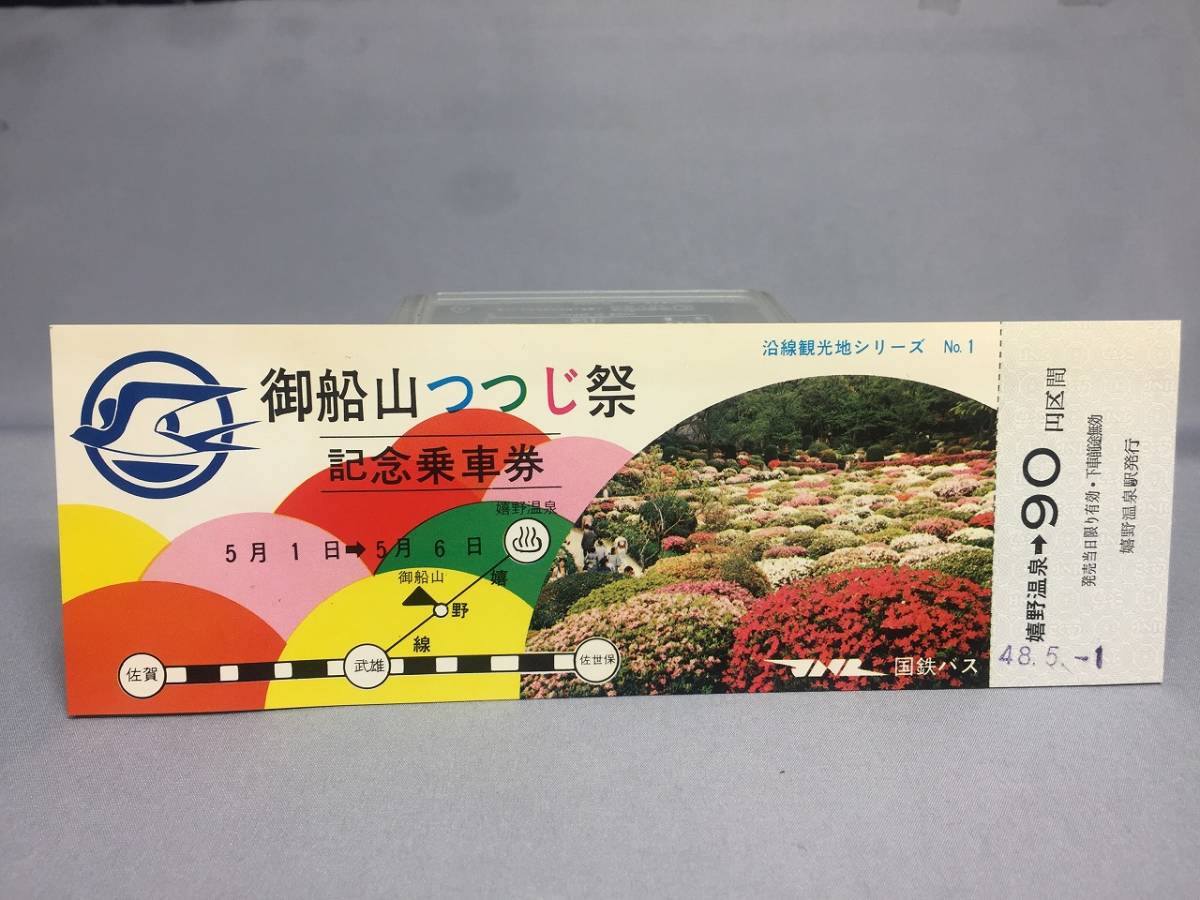 沿線観光地シリーズ No.1
御船山つつじ祭
記念乗車券
嬉野温泉
5月1日➡5月6日
御船山
嬉野線
佐賀
武雄
佐世保
国鉄バス
嬉野温泉➡90円区間
発売当日限り有効・下車前途無効
嬉野温泉駅発行
48.5.-1